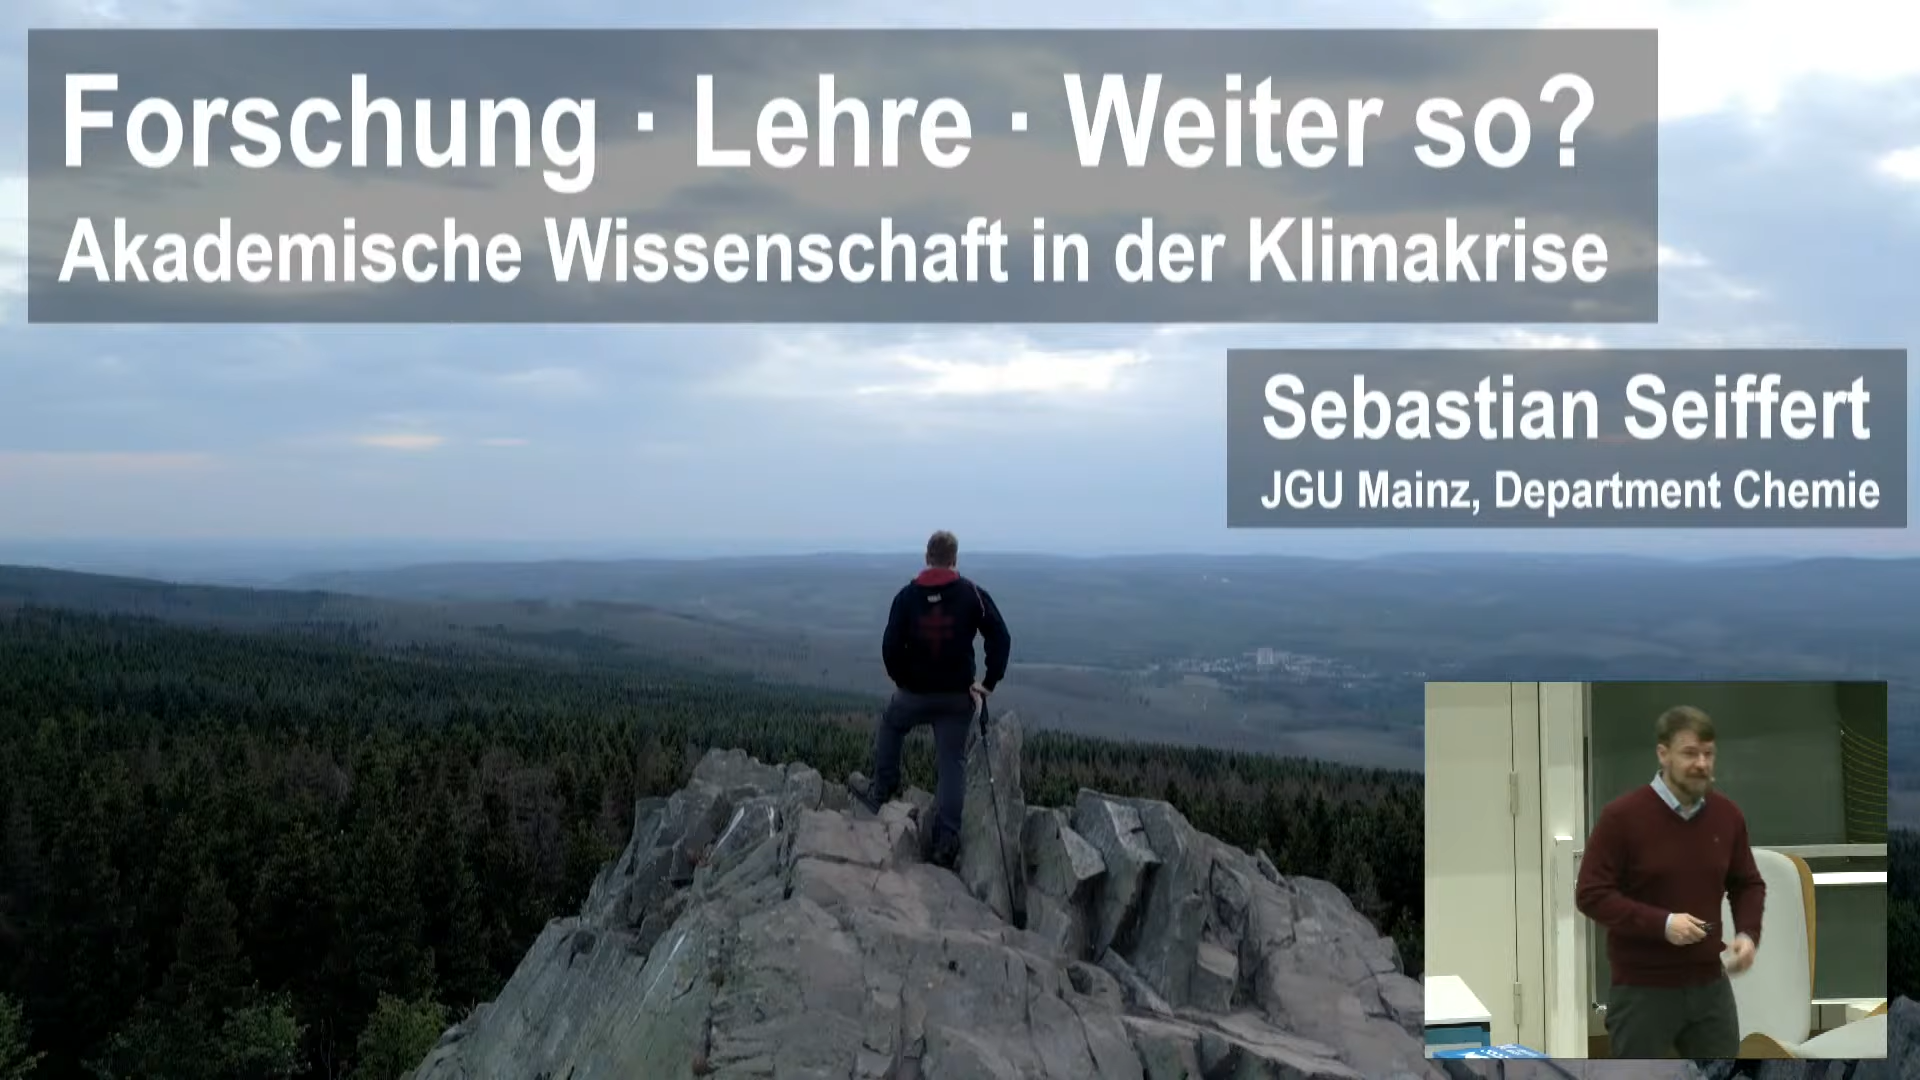 Forschung · Lehre · Weiter so?
Akademische Wissenschaft in der Klimakrise
Sebastian Seiffert
JGU Mainz, Department Chemie